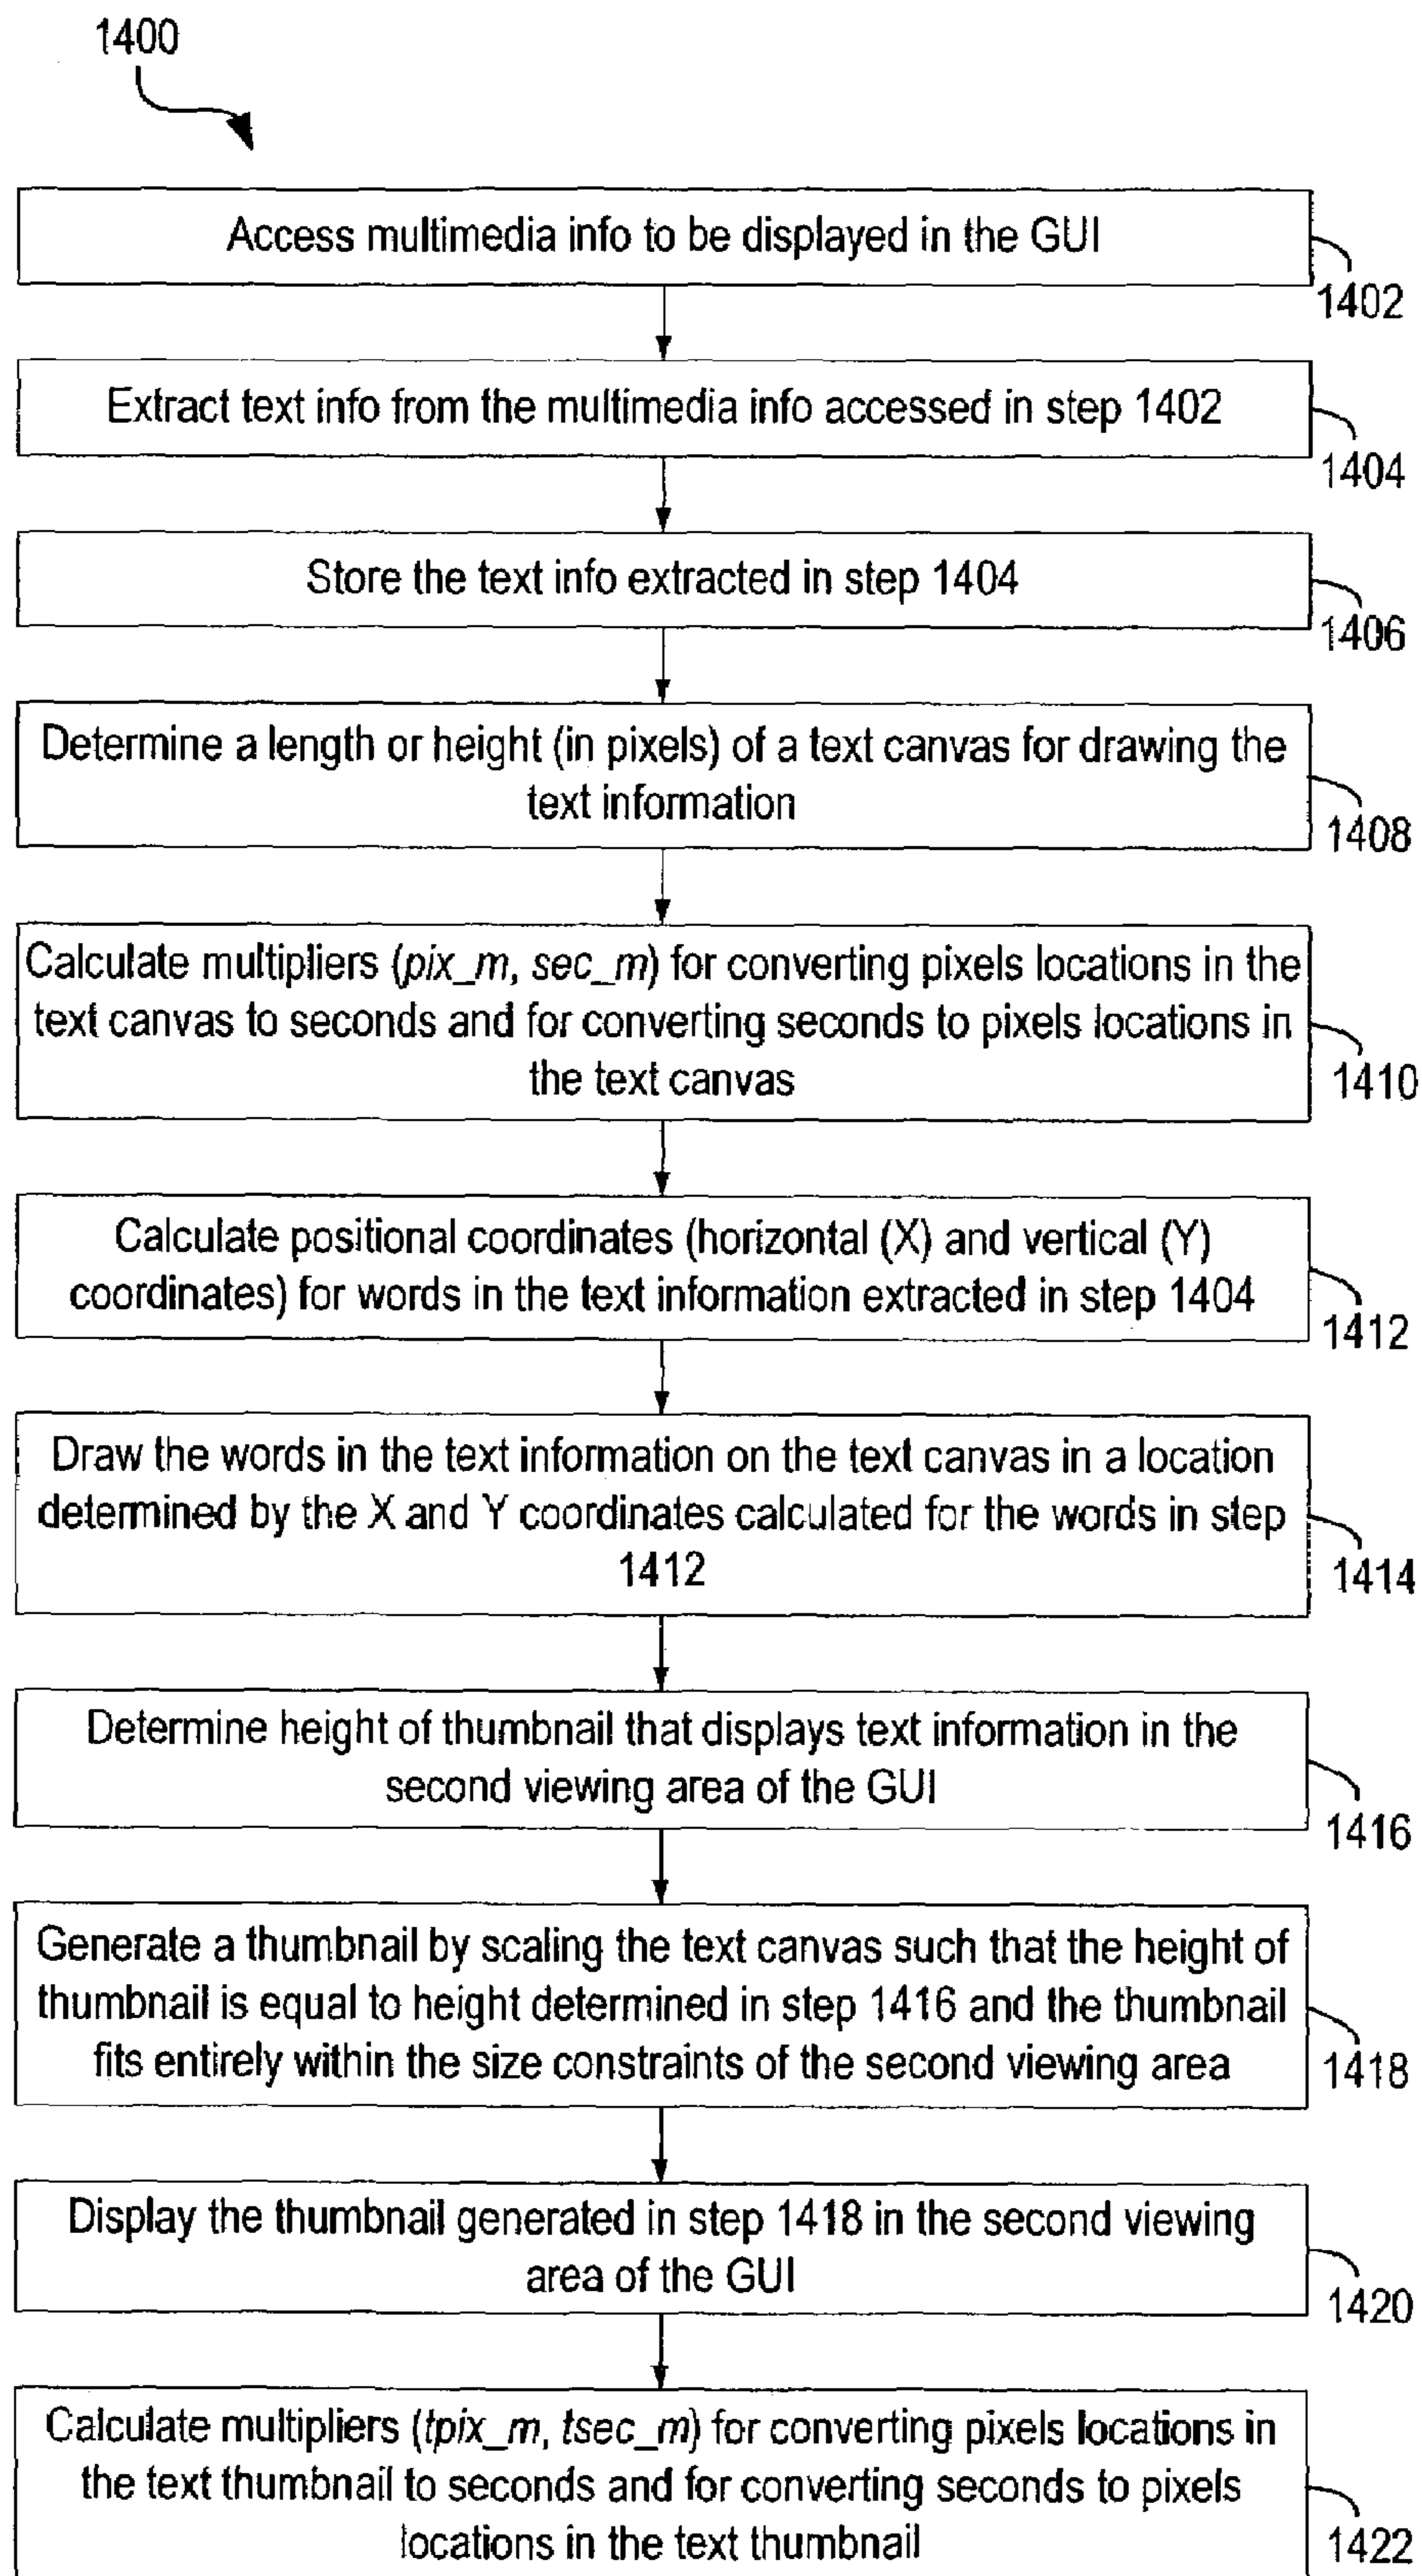 1400
Access multimedia info to be displayed in the GUI
1402
Extract text info from the multimedia info accessed in step 1402
1404
Store the text info extracted in step 1404
1406
Determine a length or height (in pixels) of a text canvas for drawing the
text information
1408
Calculate multipliers (pix_m, sec_m) for converting pixels locations in the
text canvas to seconds and for converting seconds to pixels locations in
the text canvas
1410
Calculate positional coordinates (horizontal (X) and vertical (Y)
coordinates) for words in the text information extracted in step 1404
1412
Draw the words in the text information on the text canvas in a location
determined by the X and Y coordinates calculated for the words in step
1412
1414
Determine height of thumbnail that displays text information in the
second viewing area of the GUI
1416
Generate a thumbnail by scaling the text canvas such that the height of
thumbnail is equal to height determined in step 1416 and the thumbnail
fits entirely within the size constraints of the second viewing area
1418
Display the thumbnail generated in step 1418 in the second viewing
area of the GUI
1420
Calculate multipliers (tpix_m, tsec_m) for converting pixels locations in
the text thumbnail to seconds and for converting seconds to pixels
locations in the text thumbnail
1422